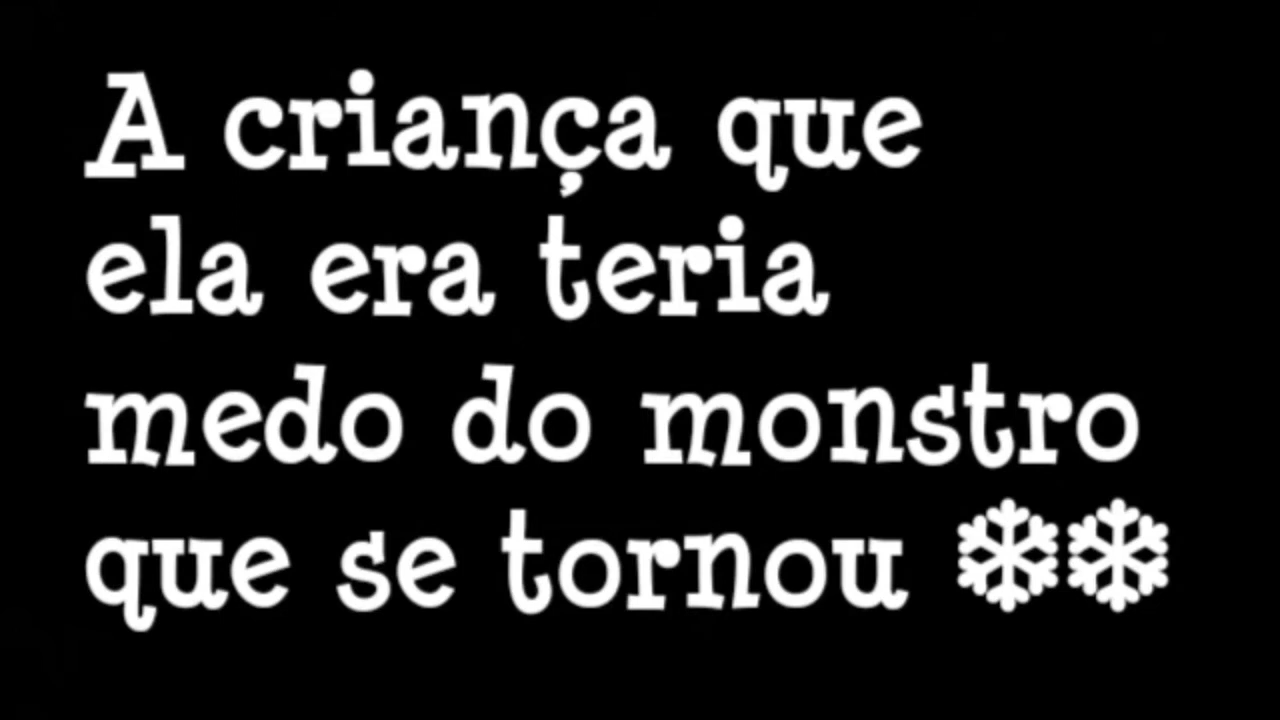 A criança que
ela era teria
medo do monstro
que se tornou ❄❄